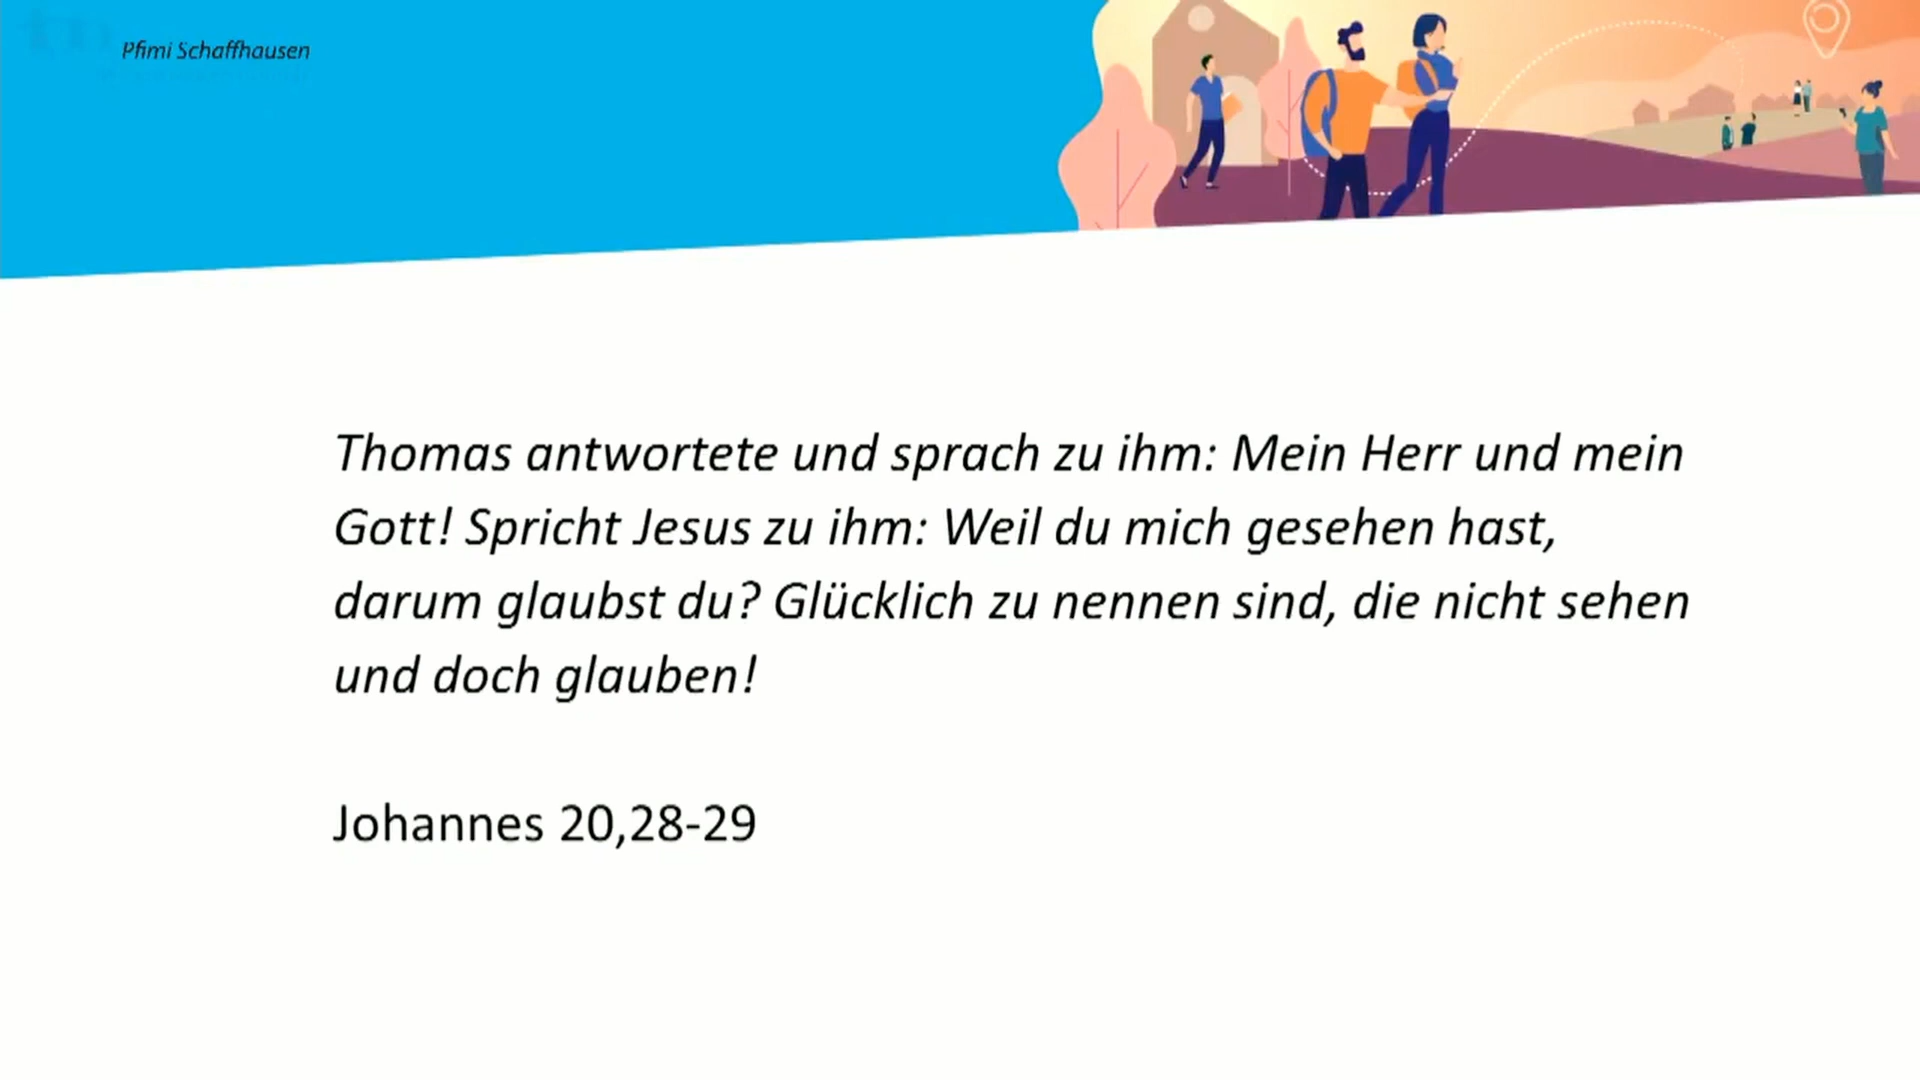 Pfimi Schaffhausen
Thomas antwortete und sprach zu ihm: Mein Herr und mein
Gott! Spricht Jesus zu ihm: Weil du mich gesehen hast,
darum glaubst du? Glücklich zu nennen sind, die nicht sehen
und doch glauben!
Johannes 20,28-29